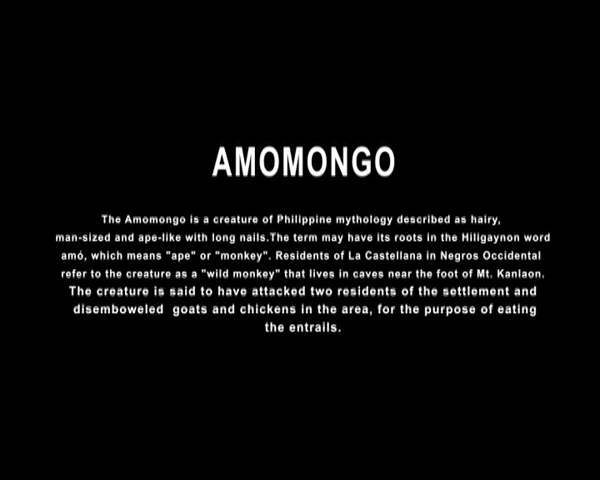 AMOMONGO
The Amomongo is a creature of Philippine mythology described as hairy,
man-sized and ape-like with long nails.The term may have its roots in the Hiligaynon word
amó, which means "ape" or "monkey". Residents of La Castellana in Negros Occidental
refer to the creature as a "wild monkey" that lives in caves near the foot of Mt. Kanlaon.
The creature is said to have attacked two residents of the settlement and
disemboweled goats and chickens in the area, for the purpose of eating
the entrails.